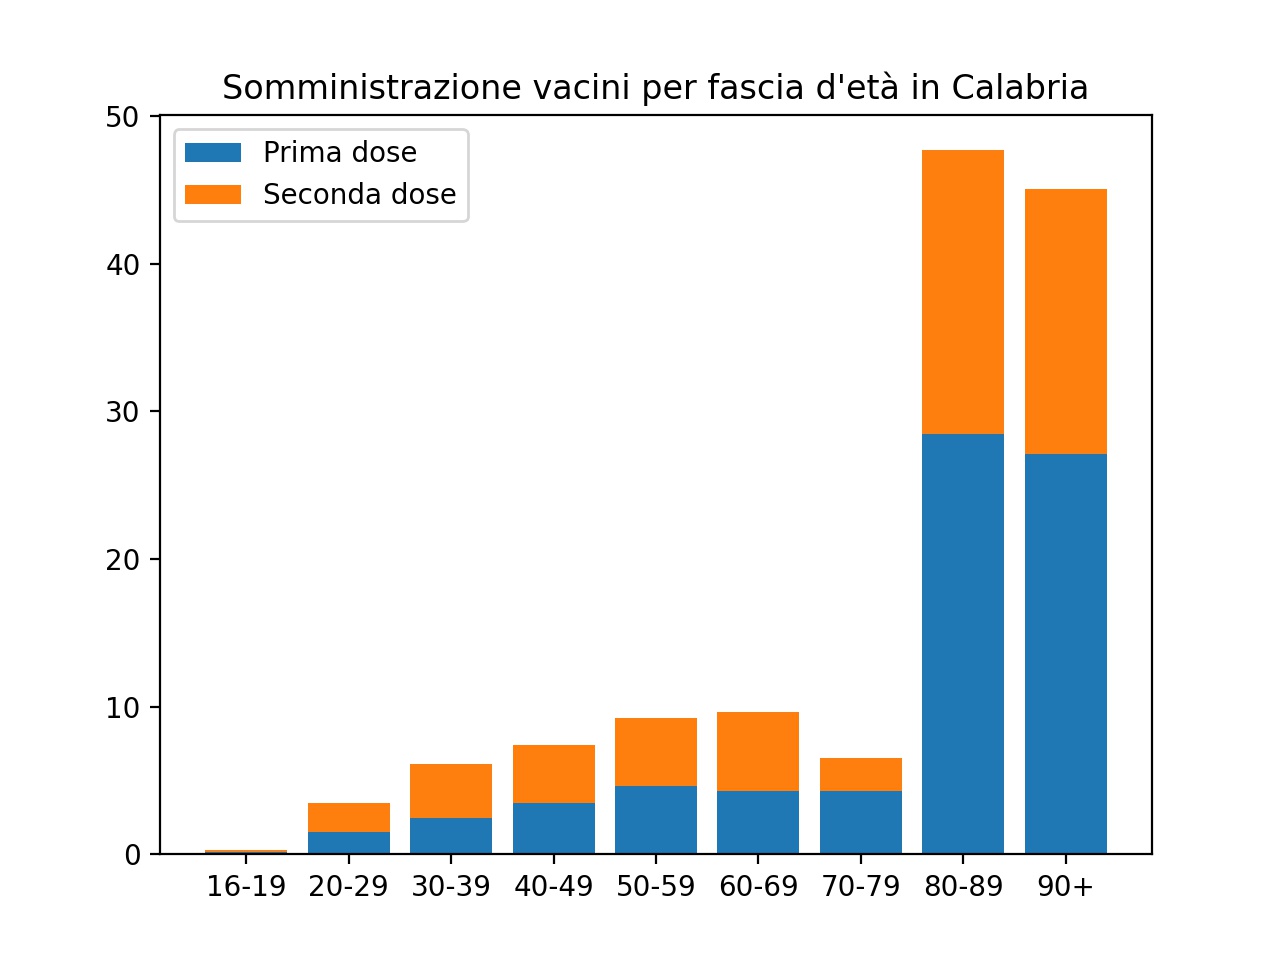 Somministrazione vacini per fascia d'età in Calabria
50
Prima dose
Seconda dose
40
30
20
10
0
16-19 20-29 30-39 40-49 50-59 60-69 70-79 80-89 90+